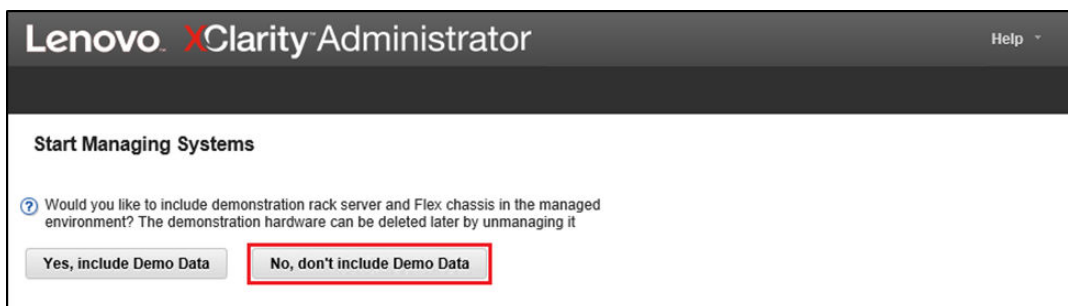 Lenovo. XClarity Administrator
Help
Start Managing Systems
Would you like to include demonstration rack server and Flex chassis in the managed
environment? The demonstration hardware can be deleted later by unmanaging it
Yes, include Demo Data
No, don't include Demo Data